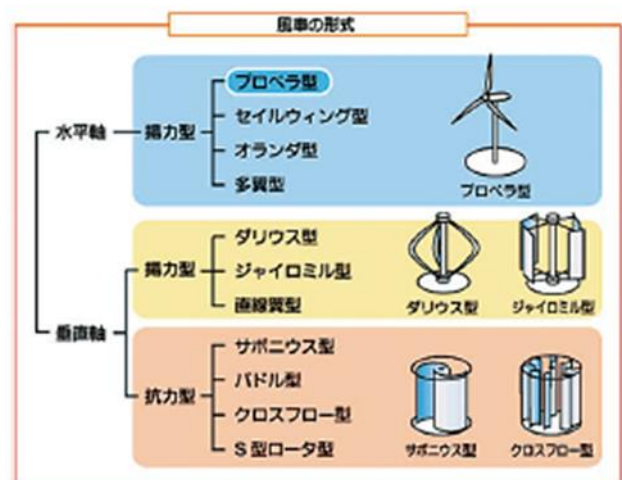 風車の形式
水平軸
揚力型
プロペラ型
セイルウィング型
オランダ型
多翼型
プロペラ型
垂直軸
揚力型
ダリウス型
ジャイロミル型
直線翼型
ダリウス型
ジャイロミル型
抗力型
サボニウス型
パドル型
クロスフロー型
S型ロータ型
サボニウス型
クロスフロー型